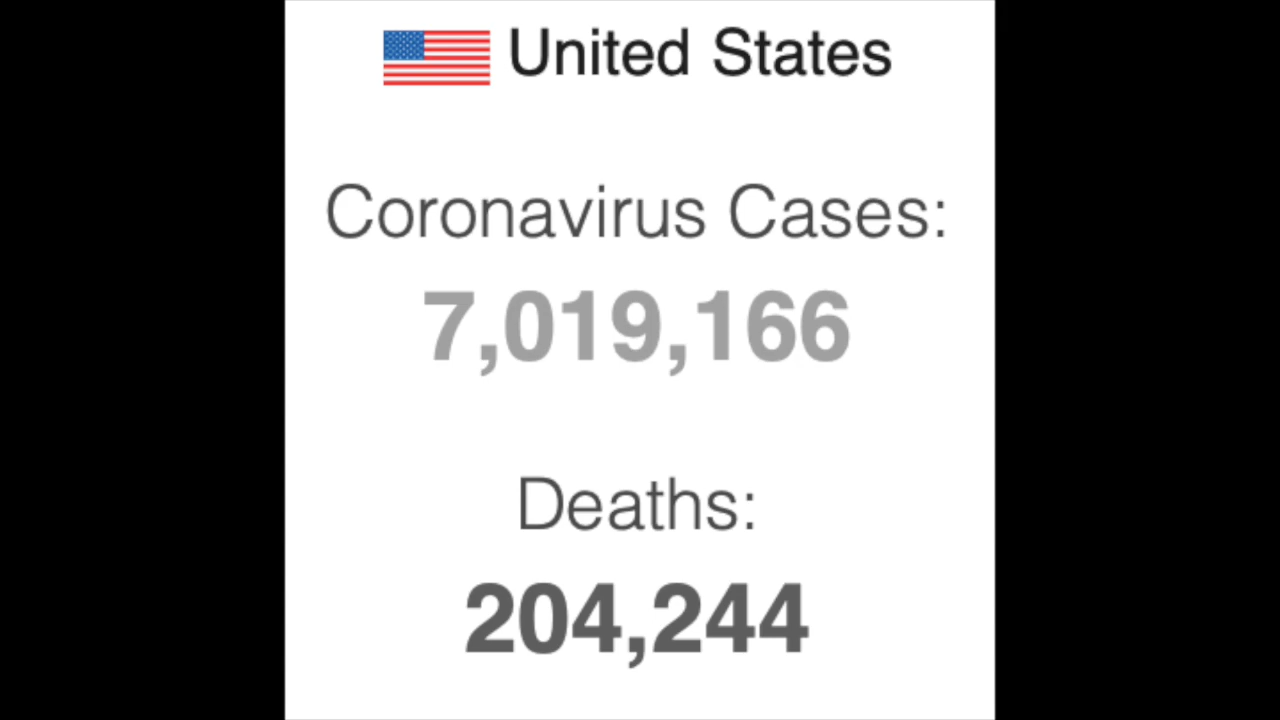 United States
Coronavirus Cases:
7,019,166
Deaths:
204,244